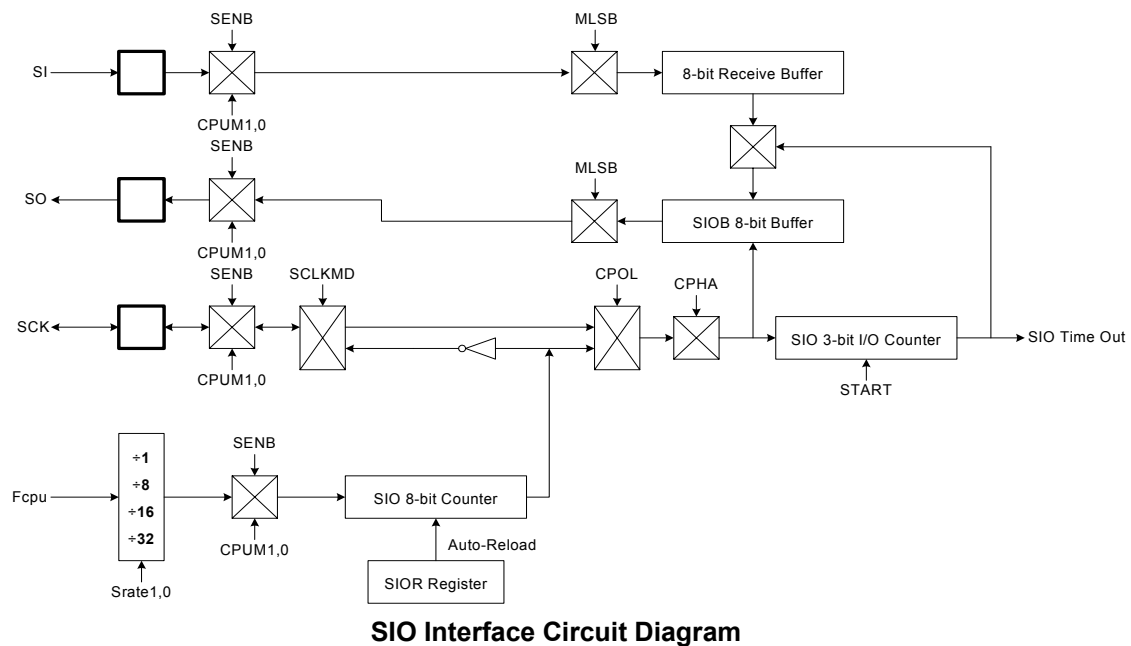 SENB
MLSB
SI
8-bit Receive Buffer
CPUM1,0
SENB
MLSB
SO
SIOB 8-bit Buffer
CPUM1,0
SENB
SCLKMD
CPOL
CPHA
SCK
SIO 3-bit I/O Counter
SIO Time Out
CPUM1,0
START
÷1
÷8
÷16
÷32
SENB
Fcpu
SIO 8-bit Counter
CPUM1,0
Auto-Reload
SIOR Register
Srate1,0
SIO Interface Circuit Diagram